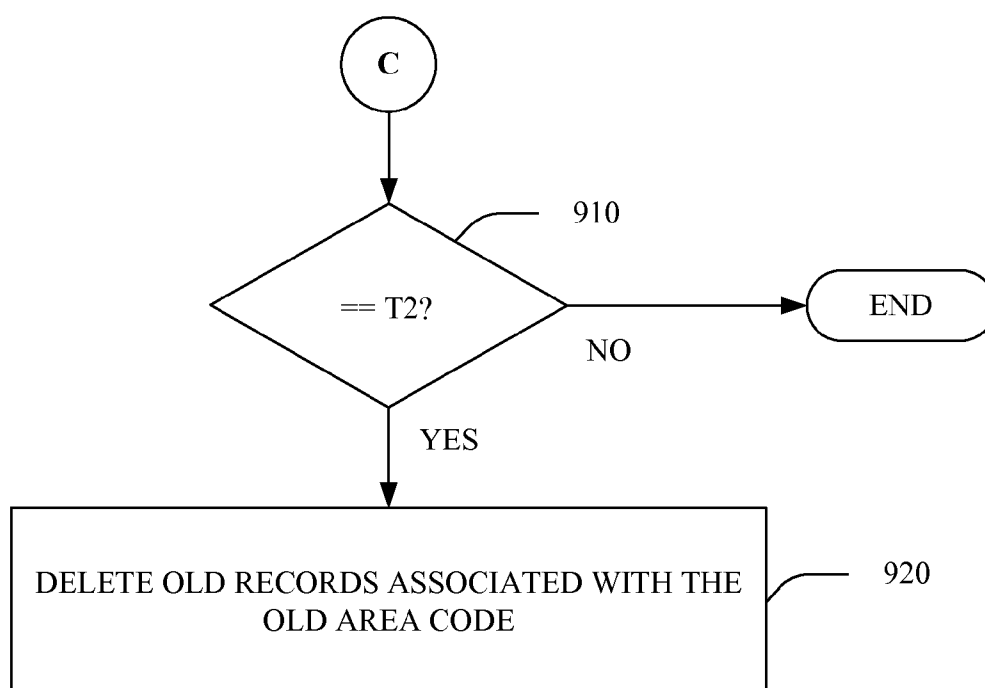 C
910
== T2?
END
NO
YES
DELETE OLD RECORDS ASSOCIATED WITH THE
OLD AREA CODE
920